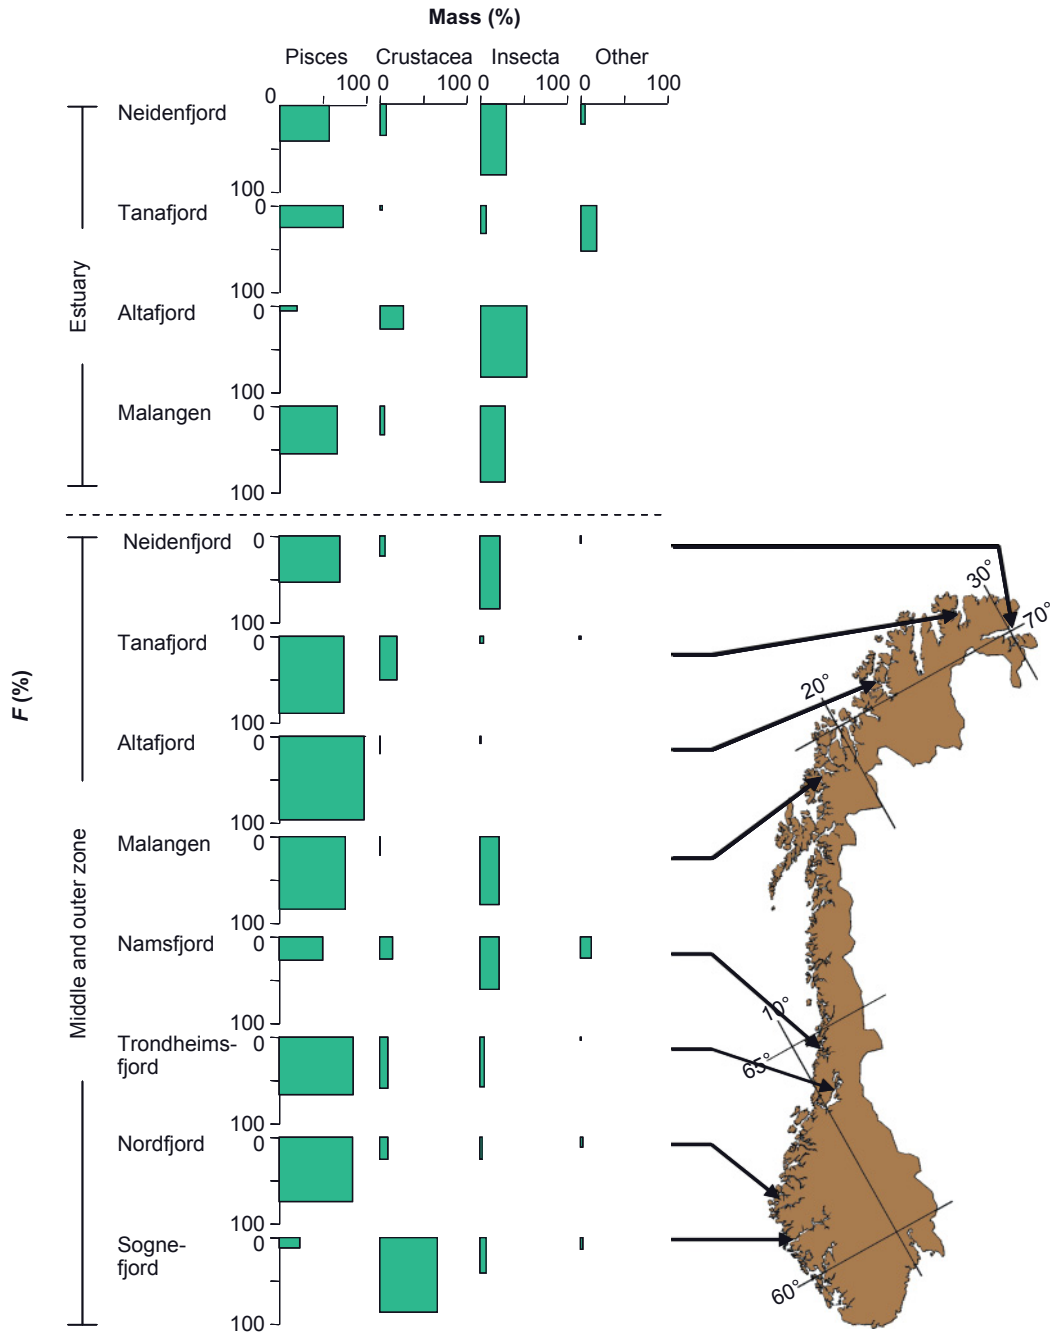 Mass (%)
Pisces Crustacea Insecta Other
0 100 0 100 0 100 0 100
Neidenfjord
100
Tanafjord 0
100
Altafjord 0
100
Malangen 0
100
Estuary
Neidenfjord 0
100
Tanafjord 0
100
Altafjord 0
100
Malangen 0
100
Namsfjord 0
100
Trondheims-
fjord
0
100
Nordfjord 0
100
Sogne-
fjord
0
100
Middle and outer zone
F (%)
30°
70°
20°
10°
65°
60°